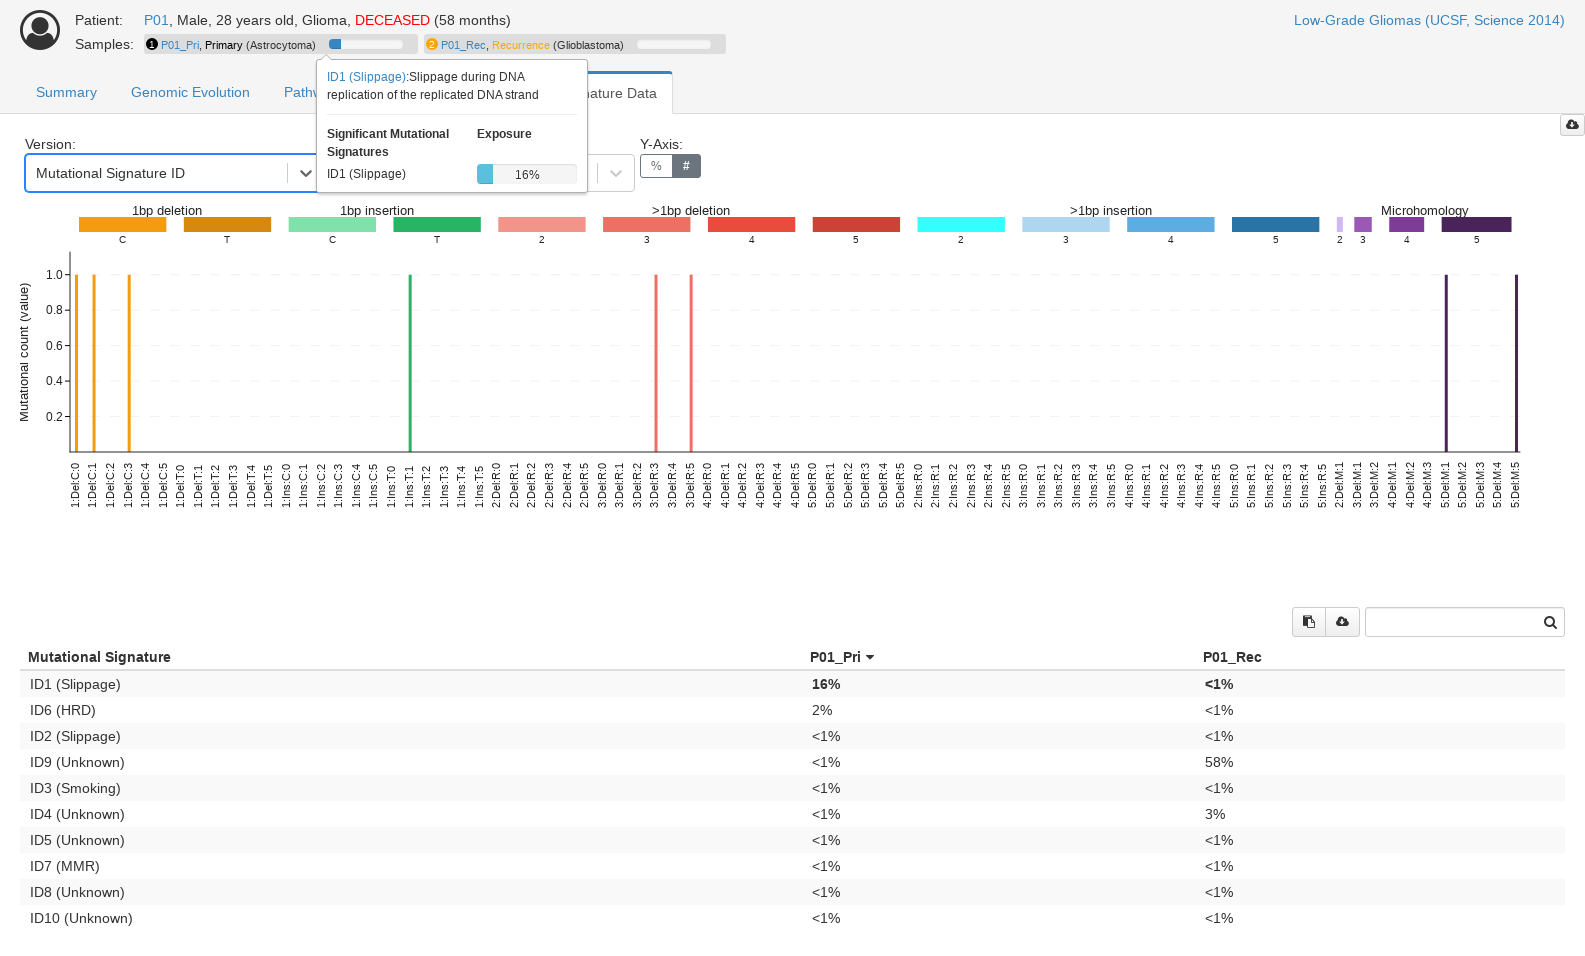 Patient: P01, Male, 28 years old, Glioma, DECEASED (58 months)
Low-Grade Gliomas (UCSF, Science 2014)
Samples: 1 P01_Pri, Primary (Astrocytoma) 2 P01_Rec, Recurrence (Glioblastoma)
Summary Genomic Evolution Pathw nature Data
ID1 (Slippage):Slippage during DNA
replication of the replicated DNA strand
Significant Mutational Exposure
Signatures
ID1 (Slippage) 16%
Version:
Mutational Signature ID
Y-Axis:
% #
1bp deletion 1bp insertion >1bp deletion >1bp insertion Microhomology
C T C T 2 3 4 5 2 3 4 5 2 3 4 5
Mutational count (value)
1.0
0.8
0.6
0.4
0.2
1:Del:C:0 1:Del:C:1 1:Del:C:2 1:Del:C:3 1:Del:C:4 1:Del:C:5 1:Del:T:0 1:Del:T:1 1:Del:T:2 1:Del:T:3 1:Del:T:4 1:Del:T:5 1:Ins:C:0 1:Ins:C:1 1:Ins:C:2 1:Ins:C:3 1:Ins:C:4 1:Ins:C:5 1:Ins:T:0 1:Ins:T:1 1:Ins:T:2 1:Ins:T:3 1:Ins:T:4 1:Ins:T:5 2:Del:R:0 2:Del:R:1 2:Del:R:2 2:Del:R:3 2:Del:R:4 2:Del:R:5 3:Del:R:0 3:Del:R:1 3:Del:R:2 3:Del:R:3 3:Del:R:4 3:Del:R:5 4:Del:R:0 4:Del:R:1 4:Del:R:2 4:Del:R:3 4:Del:R:4 4:Del:R:5 5:Del:R:0 5:Del:R:1 5:Del:R:2 5:Del:R:3 5:Del:R:4 5:Del:R:5 2:Ins:R:0 2:Ins:R:1 2:Ins:R:2 2:Ins:R:3 2:Ins:R:4 2:Ins:R:5 3:Ins:R:0 3:Ins:R:1 3:Ins:R:2 3:Ins:R:3 3:Ins:R:4 3:Ins:R:5 4:Ins:R:0 4:Ins:R:1 4:Ins:R:2 4:Ins:R:3 4:Ins:R:4 4:Ins:R:5 5:Ins:R:0 5:Ins:R:1 5:Ins:R:2 5:Ins:R:3 5:Ins:R:4 5:Ins:R:5 2:Del:M:1 3:Del:M:1 3:Del:M:2 4:Del:M:1 4:Del:M:2 4:Del:M:3 5:Del:M:1 5:Del:M:2 5:Del:M:3 5:Del:M:4 5:Del:M:5
Mutational Signature P01_Pri P01_Rec
ID1 (Slippage) 16% <1%
ID6 (HRD) 2% <1%
ID2 (Slippage) <1% <1%
ID9 (Unknown) <1% 58%
ID3 (Smoking) <1% <1%
ID4 (Unknown) <1% 3%
ID5 (Unknown) <1% <1%
ID7 (MMR) <1% <1%
ID8 (Unknown) <1% <1%
ID10 (Unknown) <1% <1%